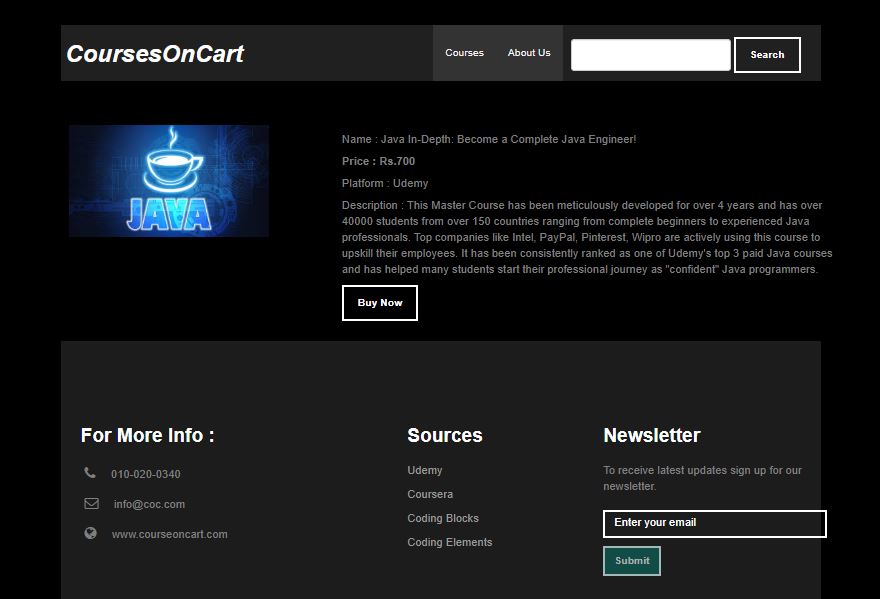 CoursesOnCart
Courses
About Us
Search
JAVA
Name : Java In-Depth: Become a Complete Java Engineer!
Price : Rs.700
Platform : Udemy
Description : This Master Course has been meticulously developed for over 4 years and has over
40000 students from over 150 countries ranging from complete beginners to experienced Java
professionals. Top companies like Intel, PayPal, Pinterest, Wipro are actively using this course to
upskill their employees. It has been consistently ranked as one of Udemy's top 3 paid Java courses
and has helped many students start their professional journey as "confident" Java programmers.
Buy Now
For More Info :
010-020-0340
info@coc.com
www.courseoncart.com
Sources
Udemy
Coursera
Coding Blocks
Coding Elements
Newsletter
To receive latest updates sign up for our
newsletter.
Enter your email
Submit